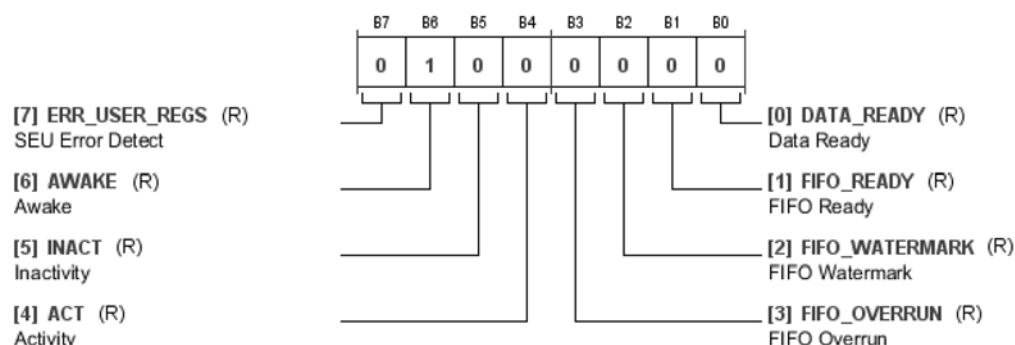 B7 B6 B5 B4 B3 B2 B1 B0
0 1 0 0 0 0 0 0
[7] ERR_USER_REGS (R)
SEU Error Detect
[6] AWAKE (R)
Awake
[5] INACT (R)
Inactivity
[4] ACT (R)
Activity
[0] DATA_READY (R)
Data Ready
[1] FIFO_READY (R)
FIFO Ready
[2] FIFO_WATERMARK (R)
FIFO Watermark
[3] FIFO_OVERRUN (R)
FIFO Overrun